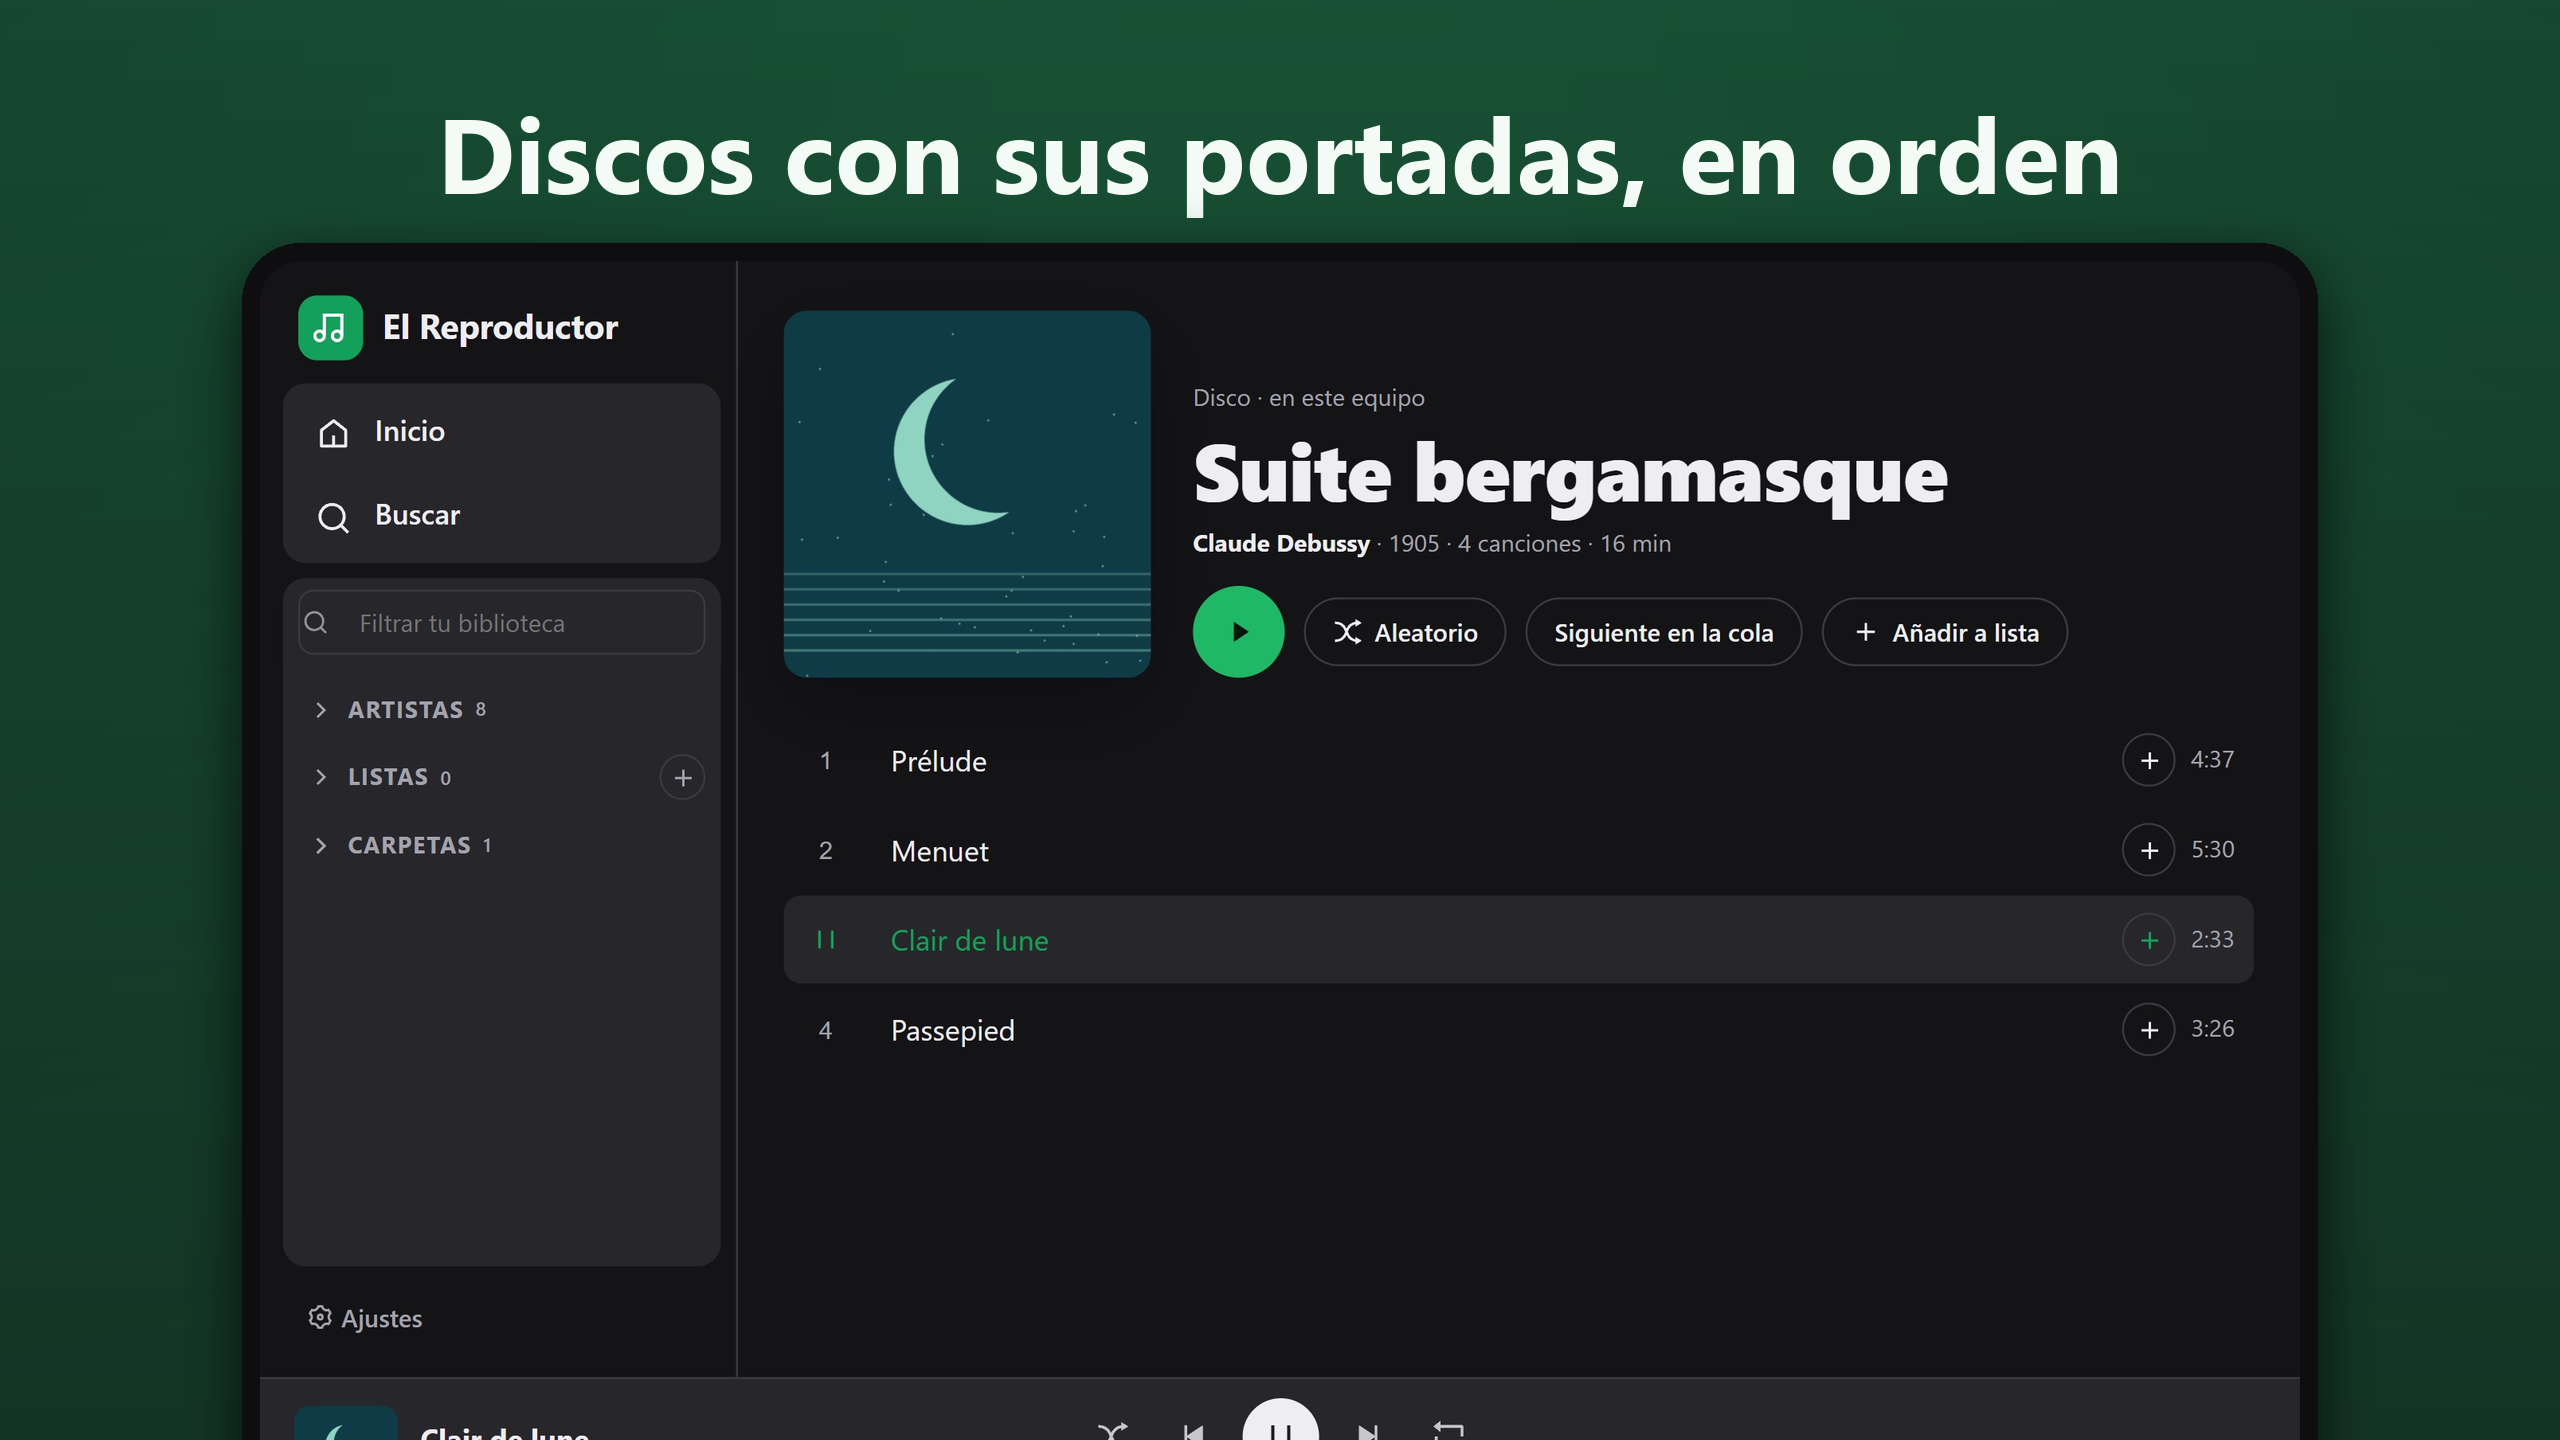 Discos con sus portadas, en orden
El Reproductor
Inicio
Buscar
Filtrar tu biblioteca
ARTISTAS 8
LISTAS 0
CARPETAS 1
Ajustes
Disco · en este equipo
Suite bergamasque
Claude Debussy · 1905 · 4 canciones · 16 min
Aleatorio
Siguiente en la cola
Añadir a lista
1 Prélude 4:37
2 Menuet 5:30
Clair de lune 2:33
4 Passepied 3:26
Clair de lune